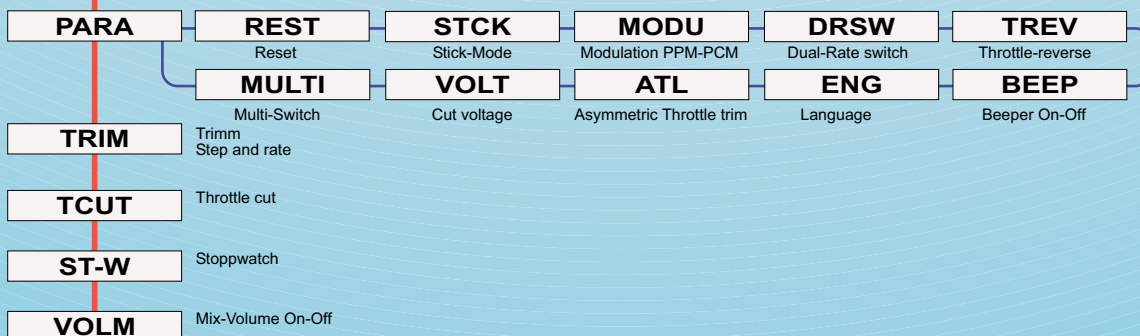 PARA REST STCK MODU DRSW TREV
Reset Stick-Mode Modulation PPM-PCM Dual-Rate switch Throttle-reverse
MULTI VOLT ATL ENG BEEP
Multi-Switch Cut voltage Asymmetric Throttle trim Language Beeper On-Off
TRIM Trimm
Step and rate
TCUT Throttle cut
ST-W Stoppwatch
VOLM Mix-Volume On-Off